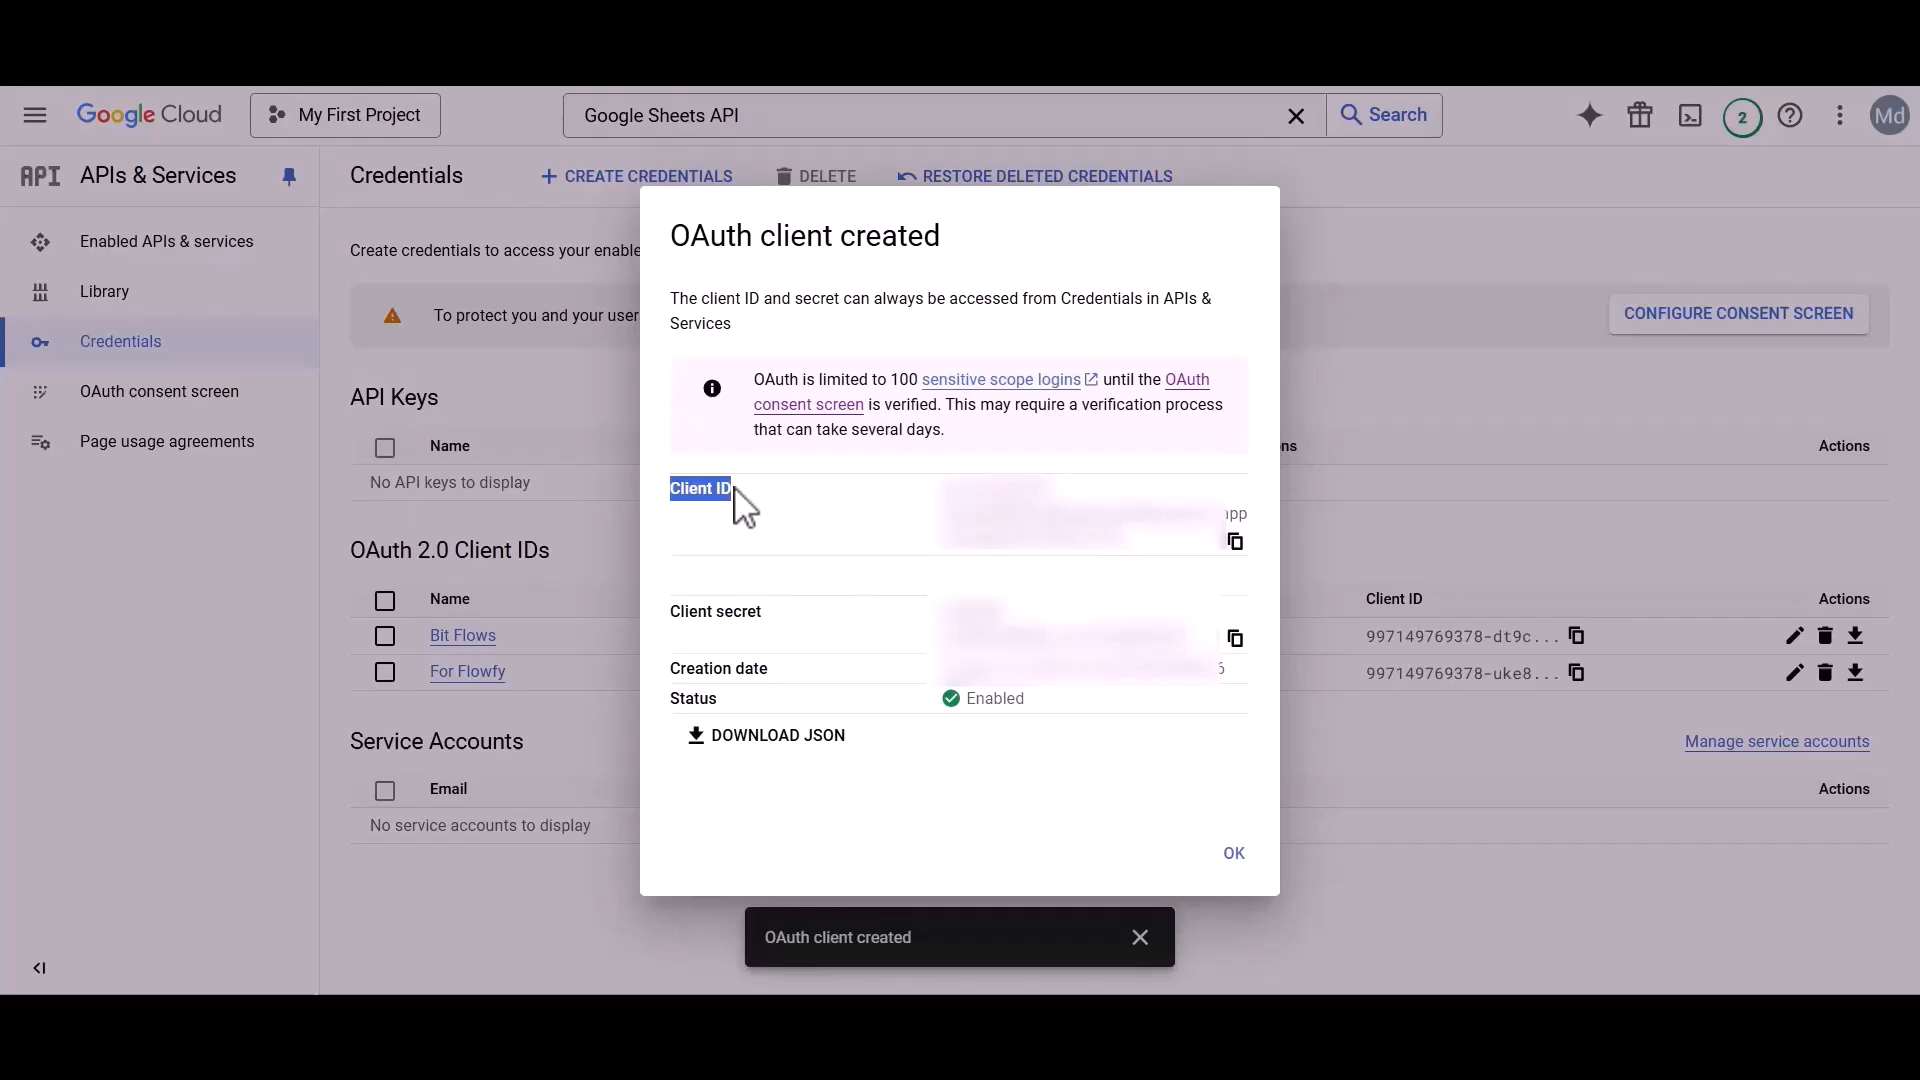 Google Cloud
My First Project
Google Sheets API
Search
2
Md
API
APIs & Services
Credentials
CREATE CREDENTIALS
DELETE
RESTORE DELETED CREDENTIALS
Enabled APIs & services
Library
Credentials
OAuth consent screen
Page usage agreements
Create credentials to access your enable
To protect you and your user
CONFIGURE CONSENT SCREEN
API Keys
Name
ns
Actions
No API keys to display
OAuth 2.0 Client IDs
Name
Client ID
Actions
Bit Flows
997149769378-dt9c...
For Flowfy
997149769378-uke8...
Service Accounts
Manage service accounts
Email
Actions
No service accounts to display
OAuth client created
The client ID and secret can always be accessed from Credentials in APIs &
Services
OAuth is limited to 100 sensitive scope logins until the OAuth
consent screen is verified. This may require a verification process
that can take several days.
Client ID
app
Client secret
Creation date
6
Status
Enabled
DOWNLOAD JSON
OK
OAuth client created